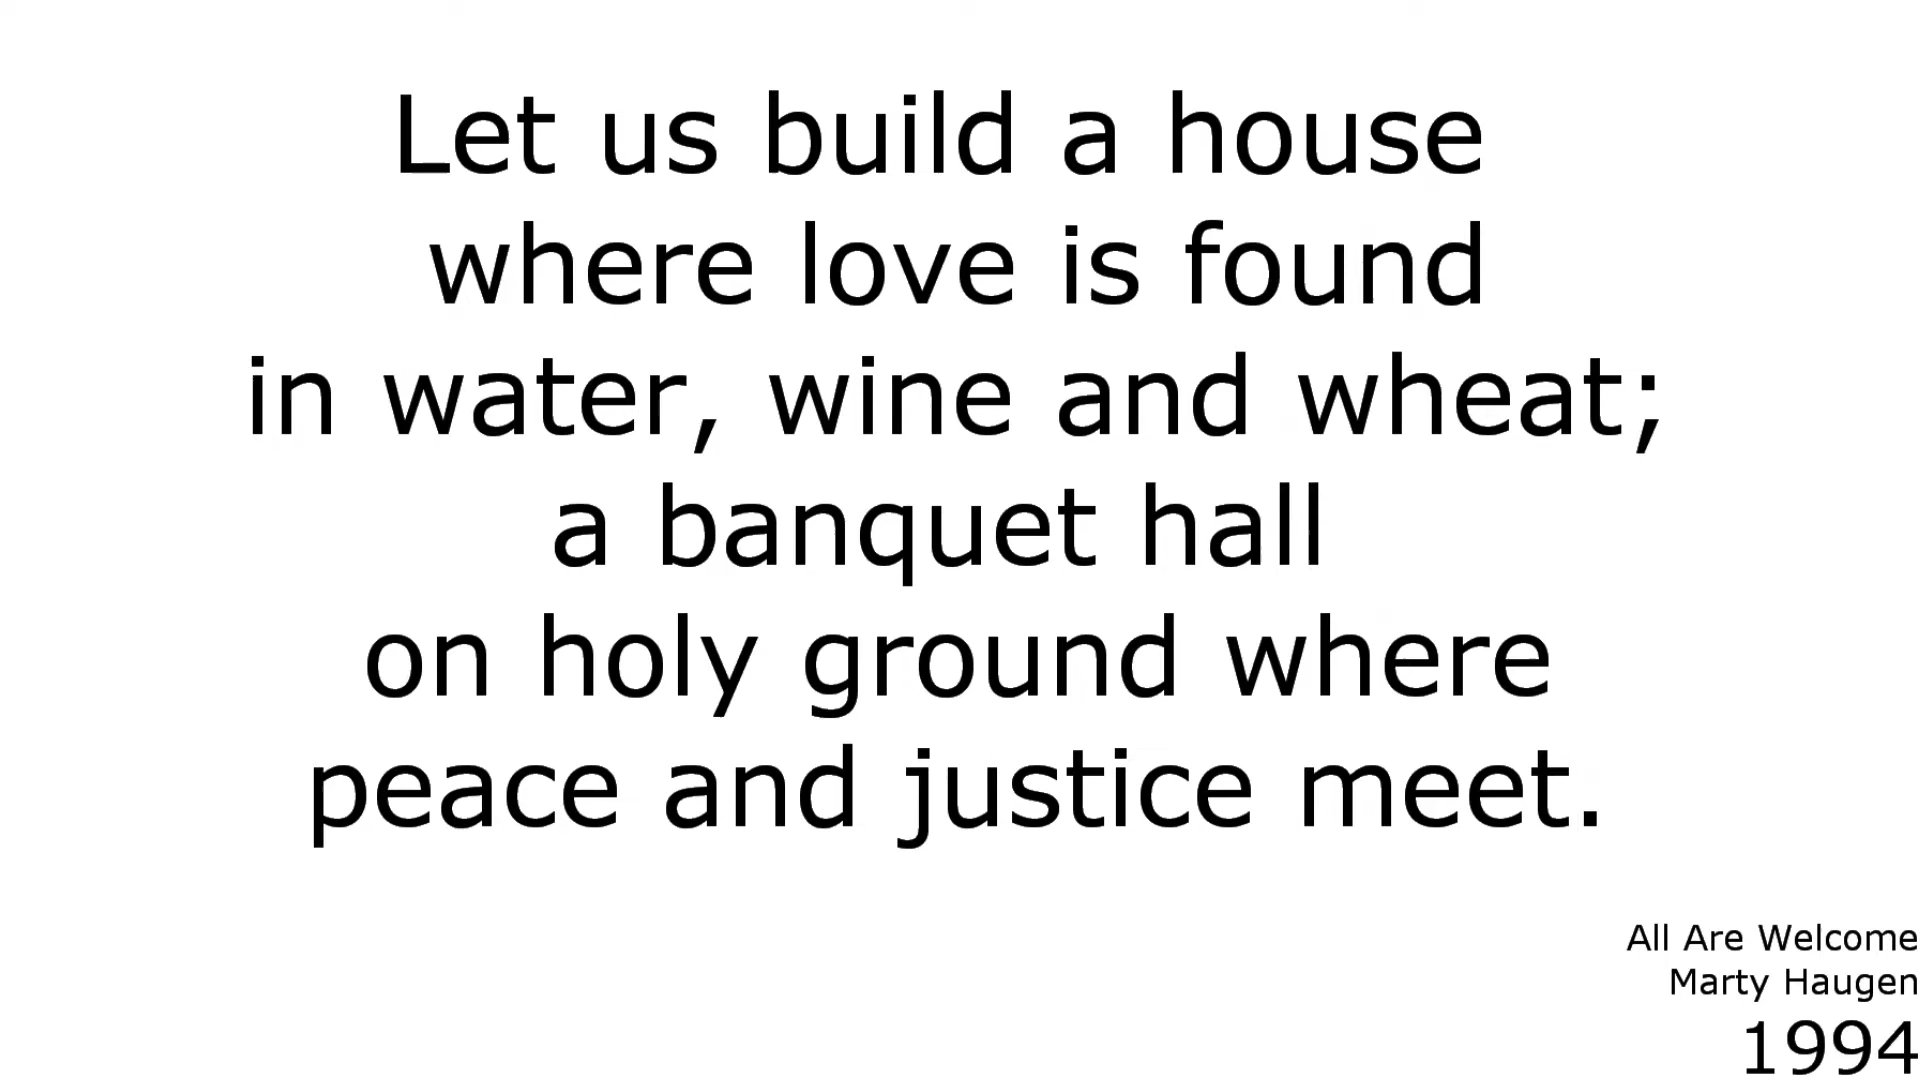 Let us build a house
where love is found
in water, wine and wheat;
a banquet hall
on holy ground where
peace and justice meet.
All Are Welcome
Marty Haugen
1994